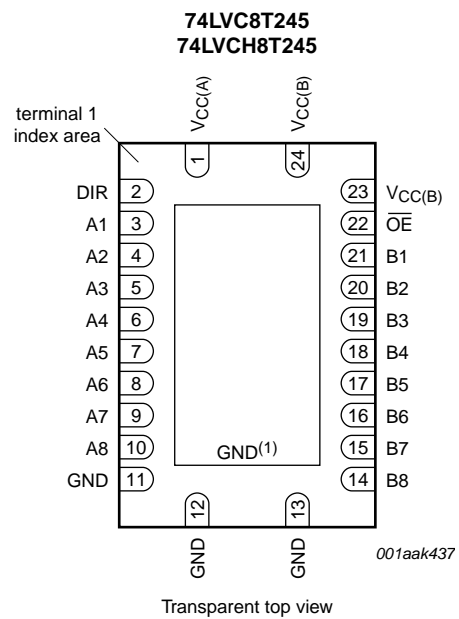 74LVC8T245
74LVCH8T245
terminal 1
index area
VCC(A)
VCC(B)
1
24
DIR 2
23 VCC(B)
A1 3
22 OE
A2 4
21 B1
A3 5
20 B2
A4 6
19 B3
A5 7
18 B4
A6 8
17 B5
A7 9
16 B6
A8 10
15 B7
GND 11
14 B8
GND(1)
12
13
GND
GND
001aak437
Transparent top view